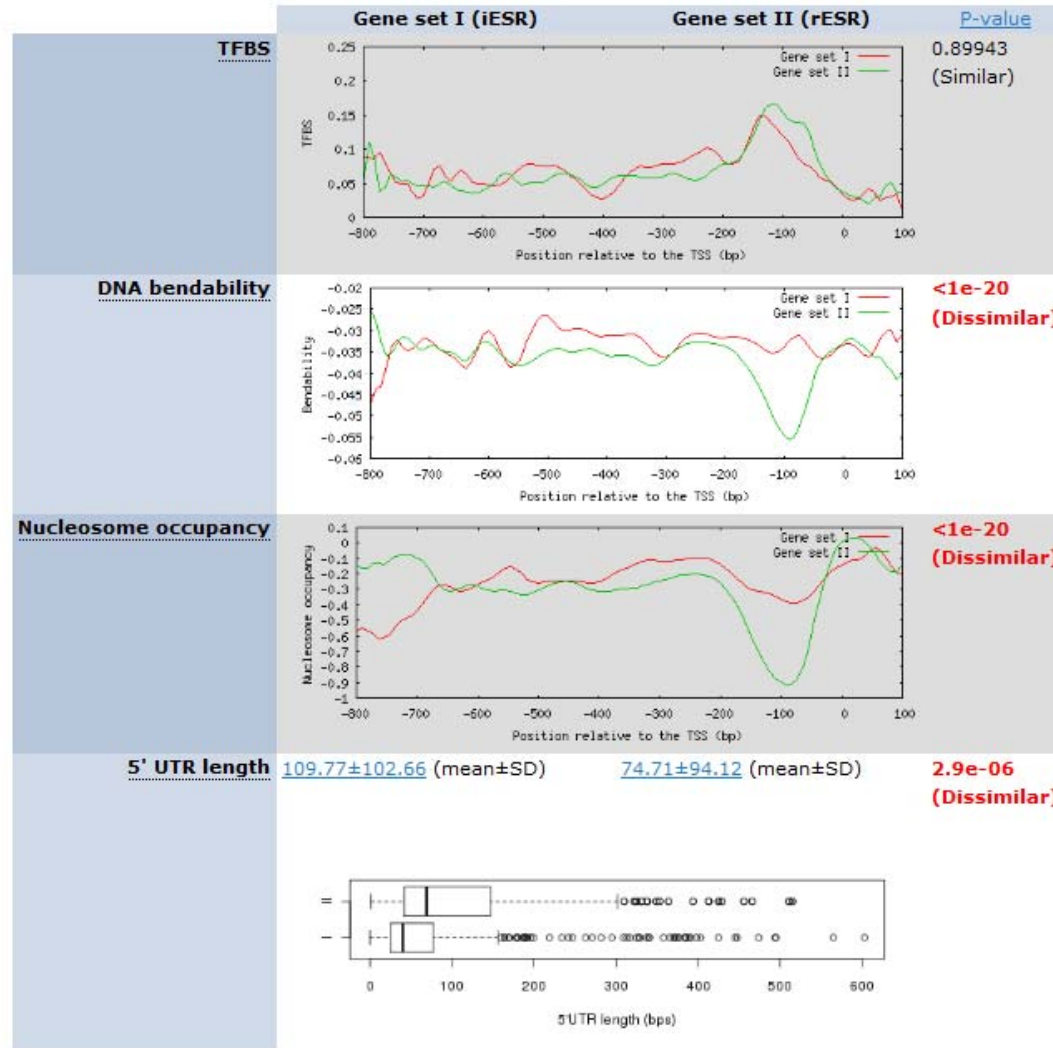 Gene set I (iESR) Gene set II (rESR) P-value
TFBS
0.25
0.2
0.15
0.1
0.05
0
TFBS
Gene set I
Gene set II
-800 -700 -600 -500 -400 -300 -200 -100 0 100
Position relative to the TSS (bp)
0.89943
(Similar)
DNA bendability
-0.02
-0.025
-0.03
-0.035
-0.04
-0.045
-0.05
-0.055
-0.06
Bendability
Gene set I
Gene set II
-800 -700 -600 -500 -400 -300 -200 -100 0 100
Position relative to the TSS (bp)
<1e-20
(Dissimilar)
Nucleosome occupancy
0.1
0
-0.1
-0.2
-0.3
-0.4
-0.5
-0.6
-0.7
-0.8
-0.9
-1
Nucleosome occupancy
Gene set I
Gene set II
-800 -700 -600 -500 -400 -300 -200 -100 0 100
Position relative to the TSS (bp)
<1e-20
(Dissimilar)
5' UTR length 109.77±102.66 (mean±SD) 74.71±94.12 (mean±SD) 2.9e-06
(Dissimilar)
II
I
0 100 200 300 400 500 600
5'UTR length (bps)